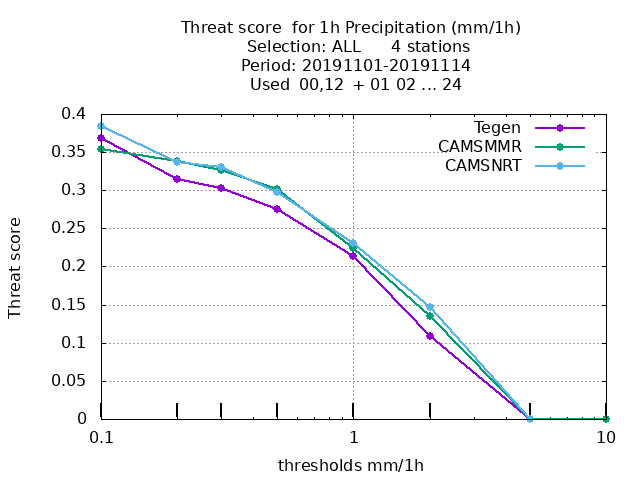 Threat score  for 1h Precipitation (mm/1h)
Selection: ALL      4 stations
Period: 20191101-20191114
Used  00,12  + 01 02 ... 24
Tegen
CAMSMMR
CAMSNRT
0.4
0.35
0.3
0.25
0.2
0.15
0.1
0.05
0
Threat score
0.1 1 10
thresholds mm/1h